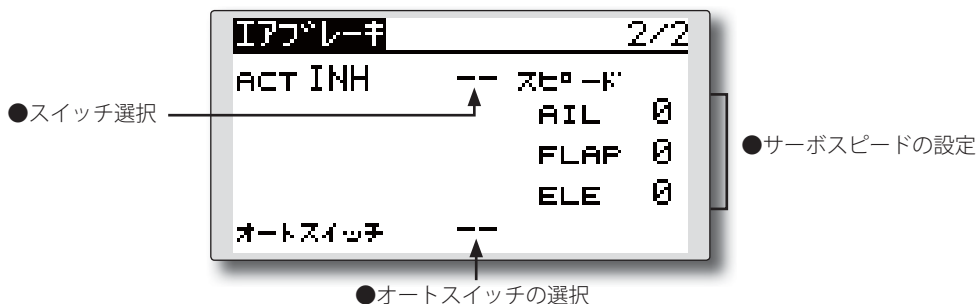 エアブレーキ 2/2
ACT INH -- スピード
●スイッチ選択
AIL 0
●サーボスピードの設定
FLAP 0
ELE 0
オートスイッチ --
●オートスイッチの選択